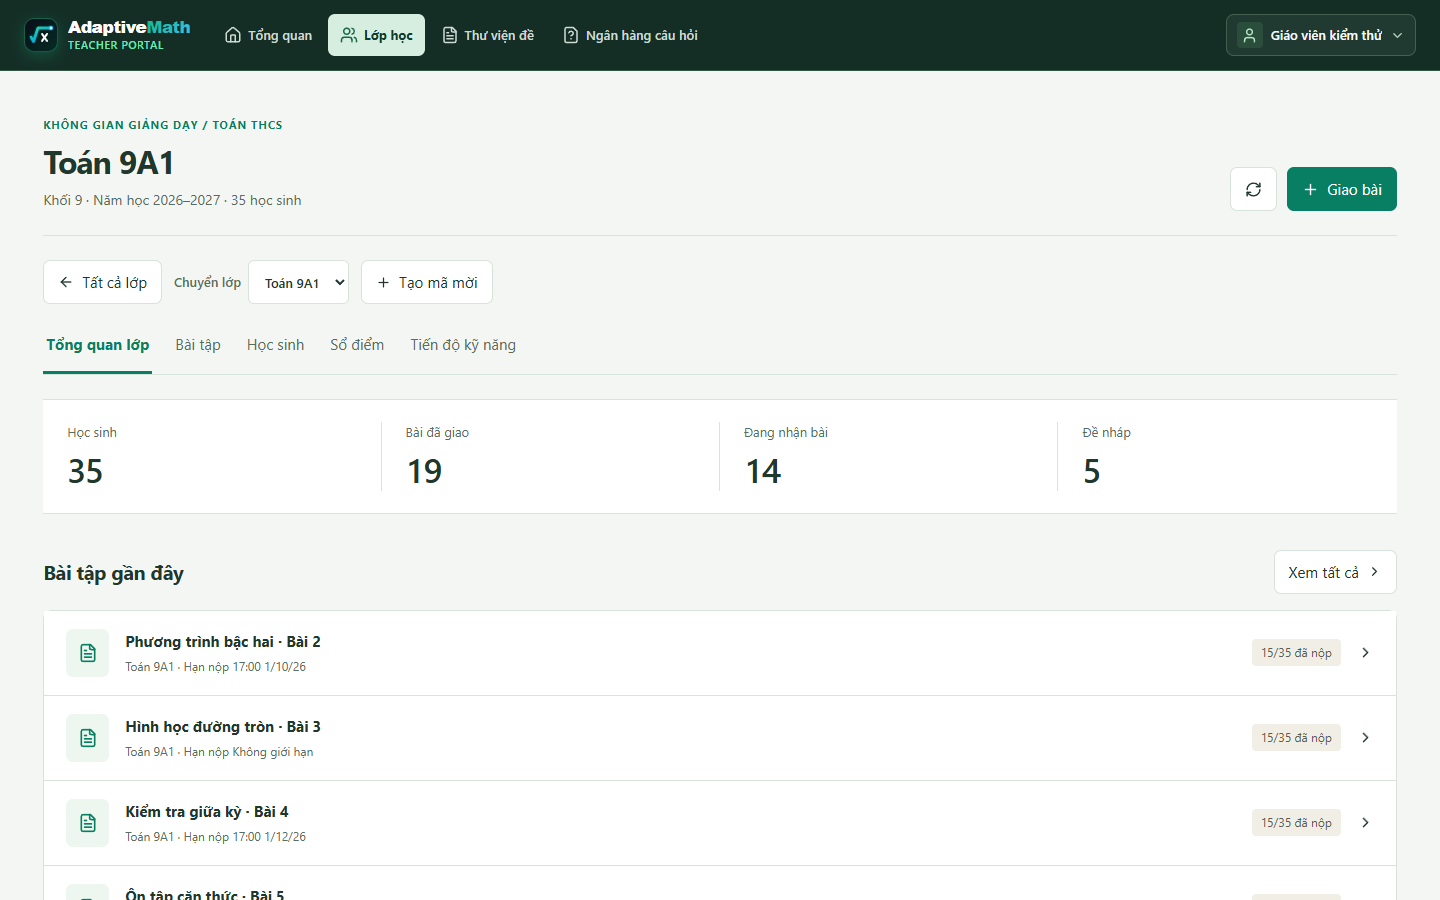 AdaptiveMath
TEACHER PORTAL
Tổng quan
Lớp học
Thư viện đề
Ngân hàng câu hỏi
Giáo viên kiểm thử
KHÔNG GIAN GIẢNG DẠY / TOÁN THCS
Toán 9A1
Khối 9 · Năm học 2026–2027 · 35 học sinh
Giao bài
Tất cả lớp
Chuyển lớp
Toán 9A1
Tạo mã mời
Tổng quan lớp
Bài tập
Học sinh
Sổ điểm
Tiến độ kỹ năng
Học sinh
35
Bài đã giao
19
Đang nhận bài
14
Đề nháp
5
Bài tập gần đây
Xem tất cả
Phương trình bậc hai · Bài 2
Toán 9A1 · Hạn nộp 17:00 1/10/26
15/35 đã nộp
Hình học đường tròn · Bài 3
Toán 9A1 · Hạn nộp Không giới hạn
15/35 đã nộp
Kiểm tra giữa kỳ · Bài 4
Toán 9A1 · Hạn nộp 17:00 1/12/26
15/35 đã nộp
Ôn tập căn thức · Bài 5